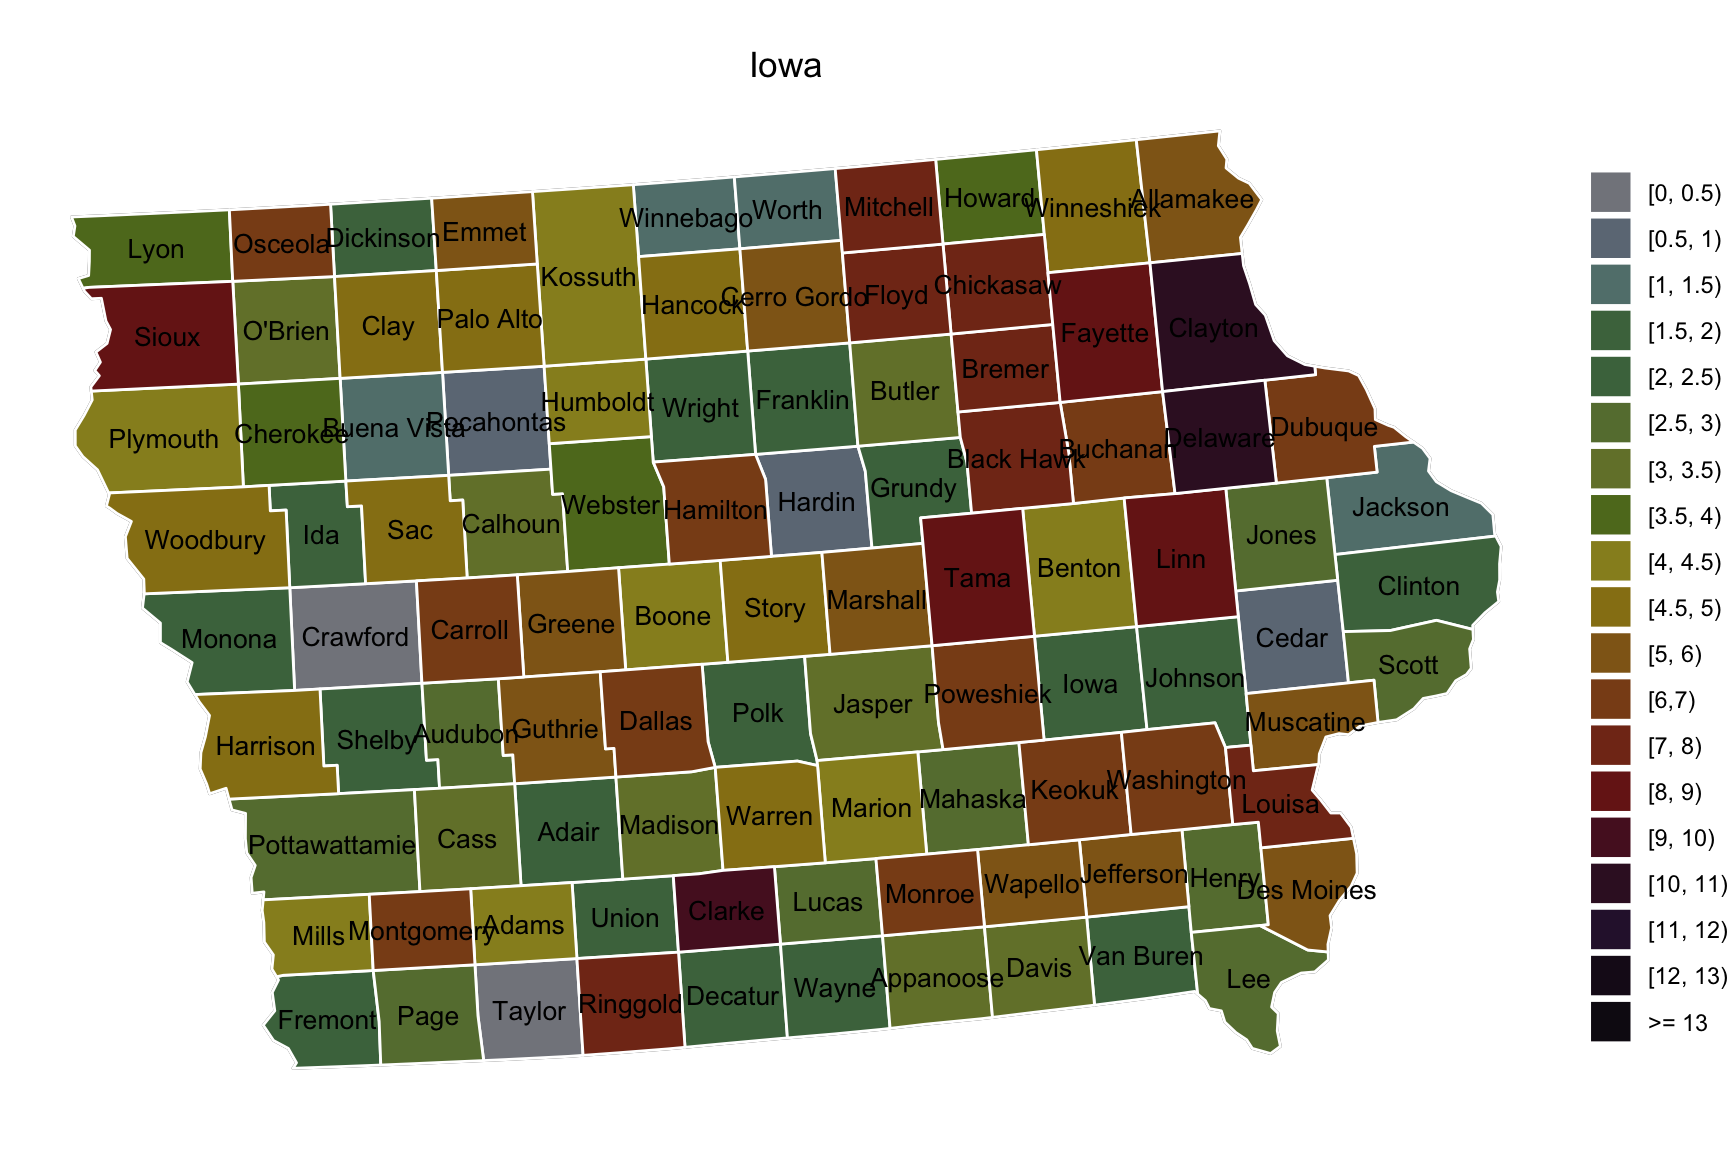 Iowa
Lyon
Osceola
Dickinson
Emmet
Kossuth
Winnebago
Worth
Mitchell
Howard
Winneshiek
Allamakee
Sioux
O'Brien
Clay
Palo Alto
Hancock
Cerro Gordo
Floyd
Chickasaw
Fayette
Clayton
Plymouth
Cherokee
Buena Vista
Pocahontas
Humboldt
Wright
Franklin
Butler
Bremer
Black Hawk
Buchanan
Delaware
Dubuque
Woodbury
Ida
Sac
Calhoun
Webster
Hamilton
Hardin
Grundy
Tama
Benton
Linn
Jones
Jackson
Monona
Crawford
Carroll
Greene
Boone
Story
Marshall
Cedar
Clinton
Scott
Harrison
Shelby
Audubon
Guthrie
Dallas
Polk
Jasper
Poweshiek
Iowa
Johnson
Muscatine
Pottawattamie
Cass
Adair
Madison
Warren
Marion
Mahaska
Keokuk
Washington
Louisa
Mills
Montgomery
Adams
Union
Clarke
Lucas
Monroe
Wapello
Jefferson
Henry
Des Moines
Fremont
Page
Taylor
Ringgold
Decatur
Wayne
Appanoose
Davis
Van Buren
Lee
[0, 0.5)
[0.5, 1)
[1, 1.5)
[1.5, 2)
[2, 2.5)
[2.5, 3)
[3, 3.5)
[3.5, 4)
[4, 4.5)
[4.5, 5)
[5, 6)
[6,7)
[7, 8)
[8, 9)
[9, 10)
[10, 11)
[11, 12)
[12, 13)
>= 13